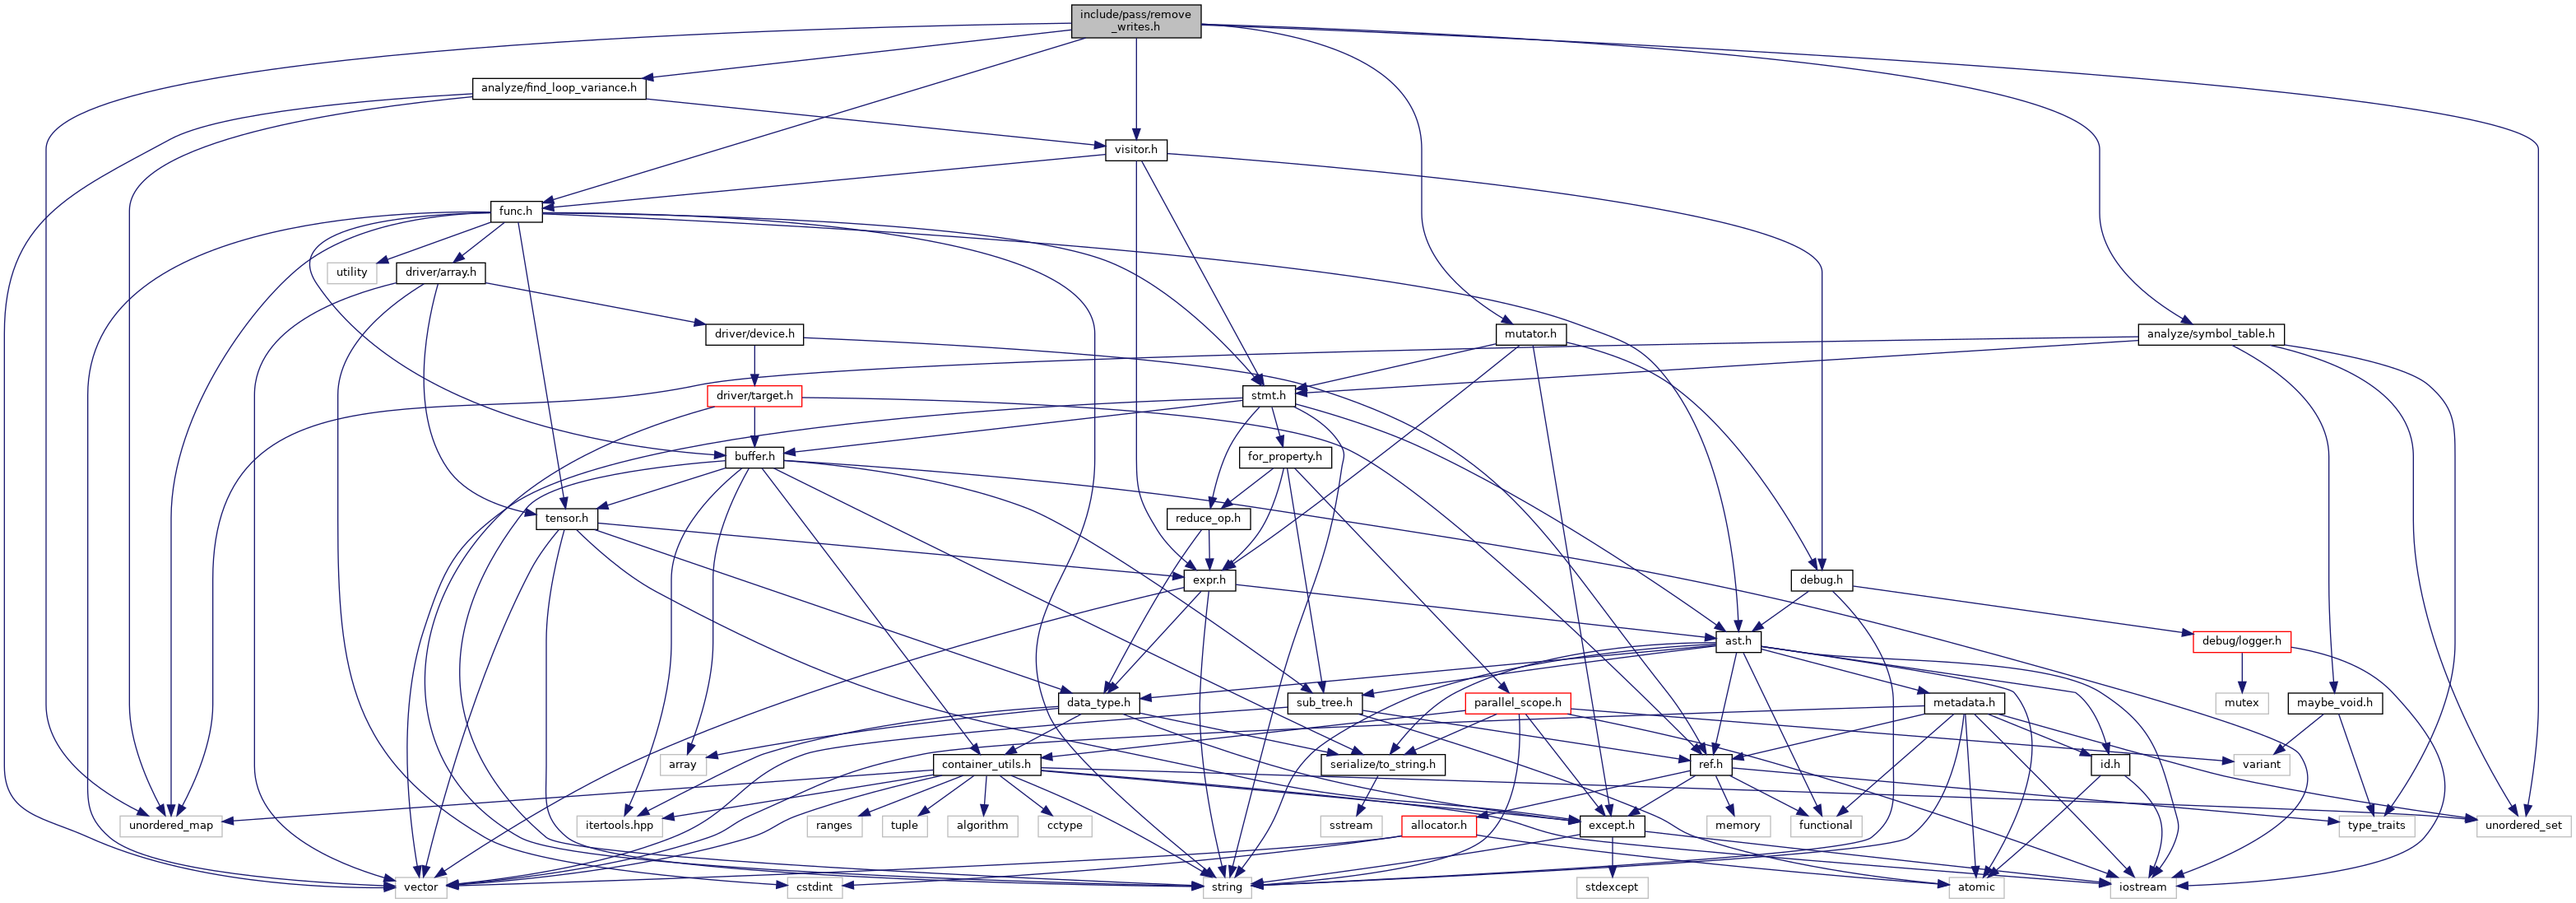 include/pass/remove
_writes.h
analyze/find_loop_variance.h
visitor.h
func.h
utility
driver/array.h
driver/device.h
mutator.h
analyze/symbol_table.h
driver/target.h
stmt.h
buffer.h
for_property.h
tensor.h
reduce_op.h
expr.h
debug.h
ast.h
debug/logger.h
data_type.h
sub_tree.h
parallel_scope.h
metadata.h
mutex
maybe_void.h
array
container_utils.h
serialize/to_string.h
ref.h
id.h
variant
unordered_map
itertools.hpp
ranges
tuple
algorithm
cctype
sstream
allocator.h
except.h
memory
functional
type_traits
unordered_set
vector
cstdint
string
stdexcept
atomic
iostream